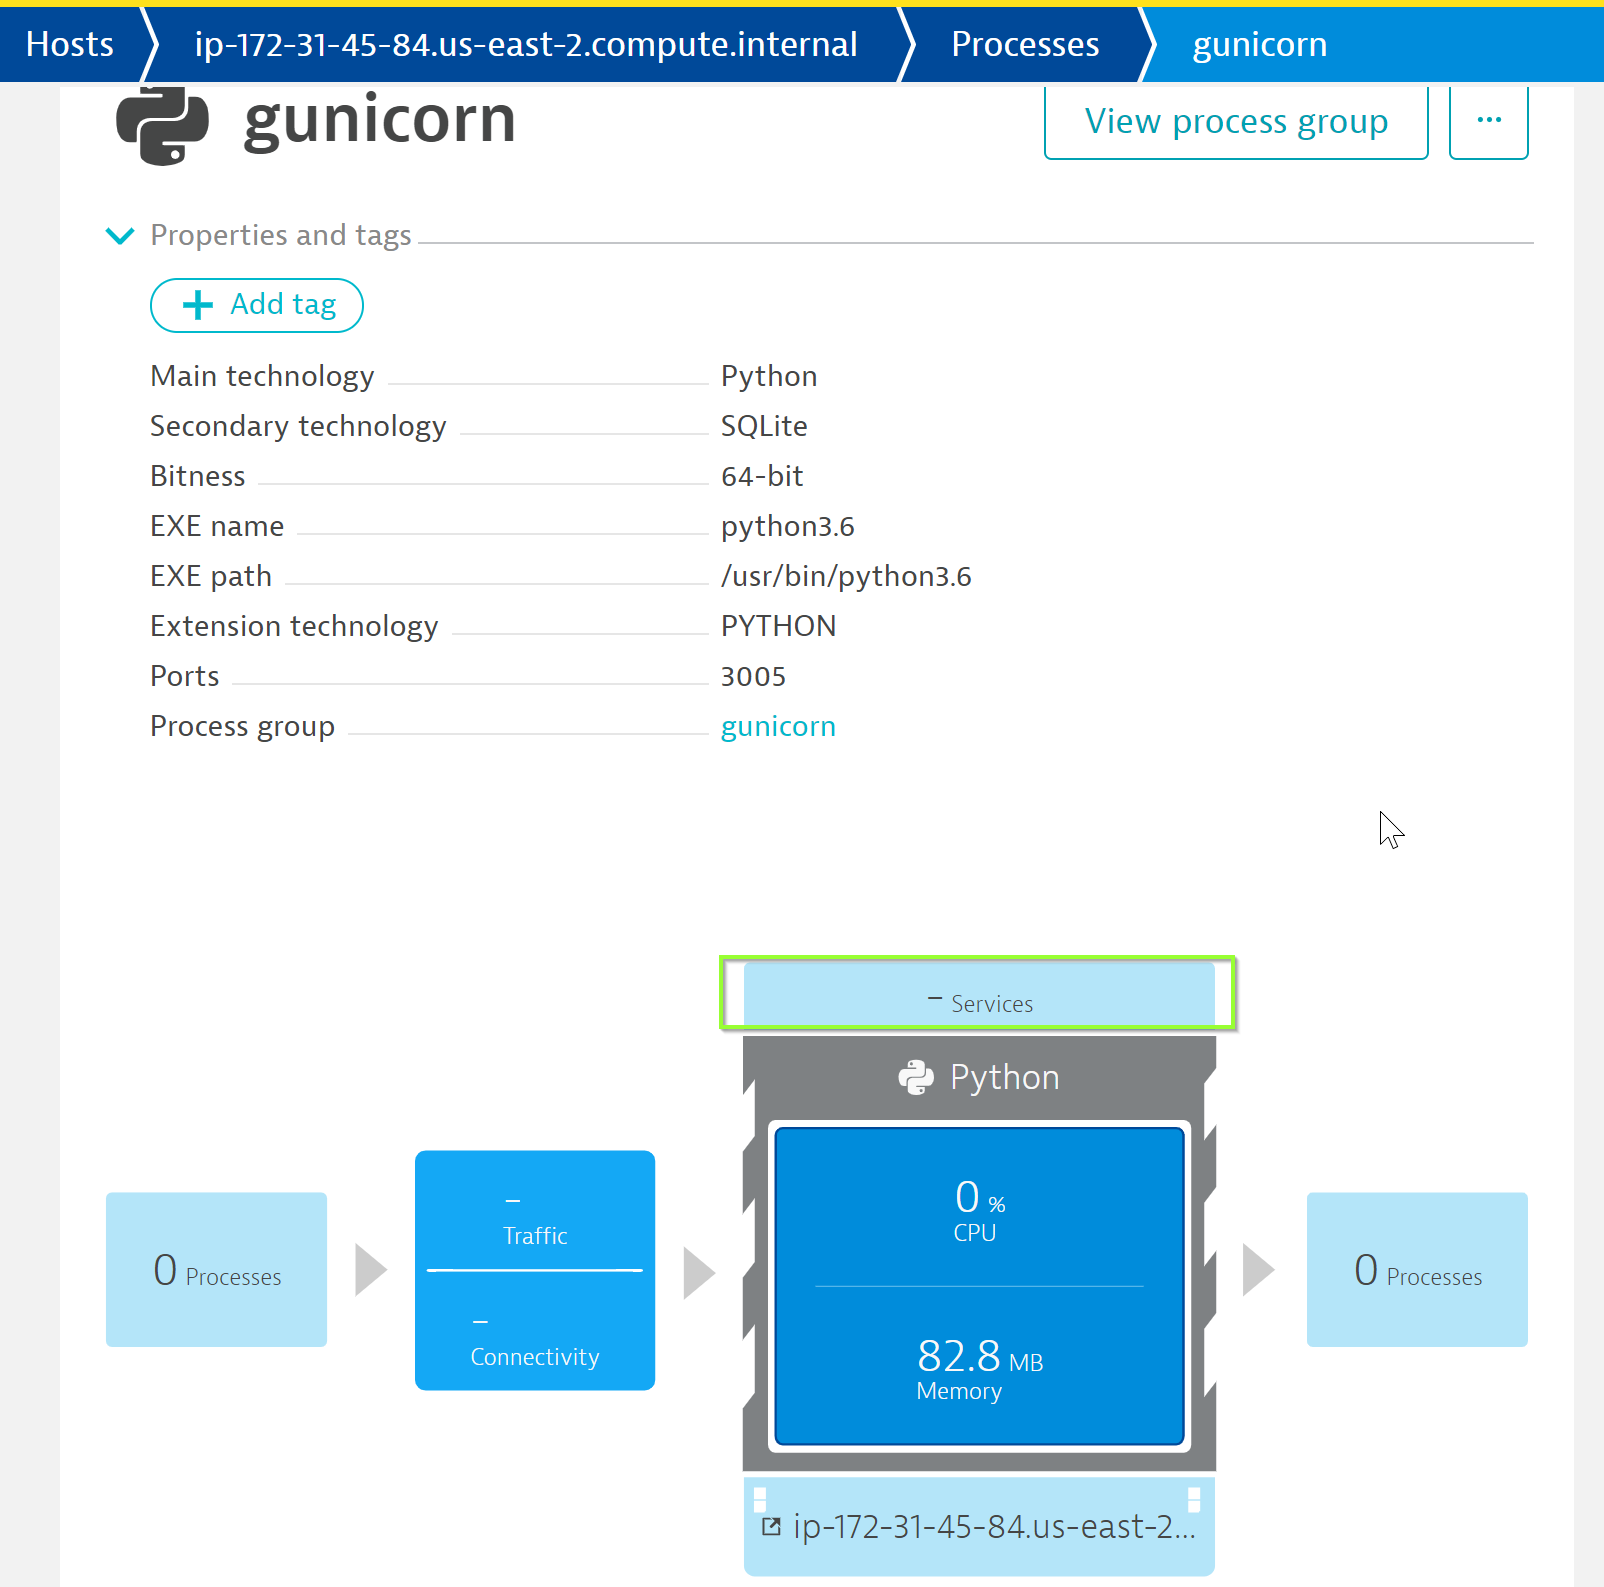 Hosts ip-172-31-45-84.us-east-2.compute.internal Processes gunicorn
gunicorn
View process group ...
Properties and tags
+ Add tag
Main technology Python
Secondary technology SQLite
Bitness 64-bit
EXE name python3.6
EXE path /usr/bin/python3.6
Extension technology PYTHON
Ports 3005
Process group gunicorn
– Services
Python
0 Processes
–
Traffic
–
Connectivity
0 %
CPU
82.8 MB
Memory
0 Processes
ip-172-31-45-84.us-east-2...